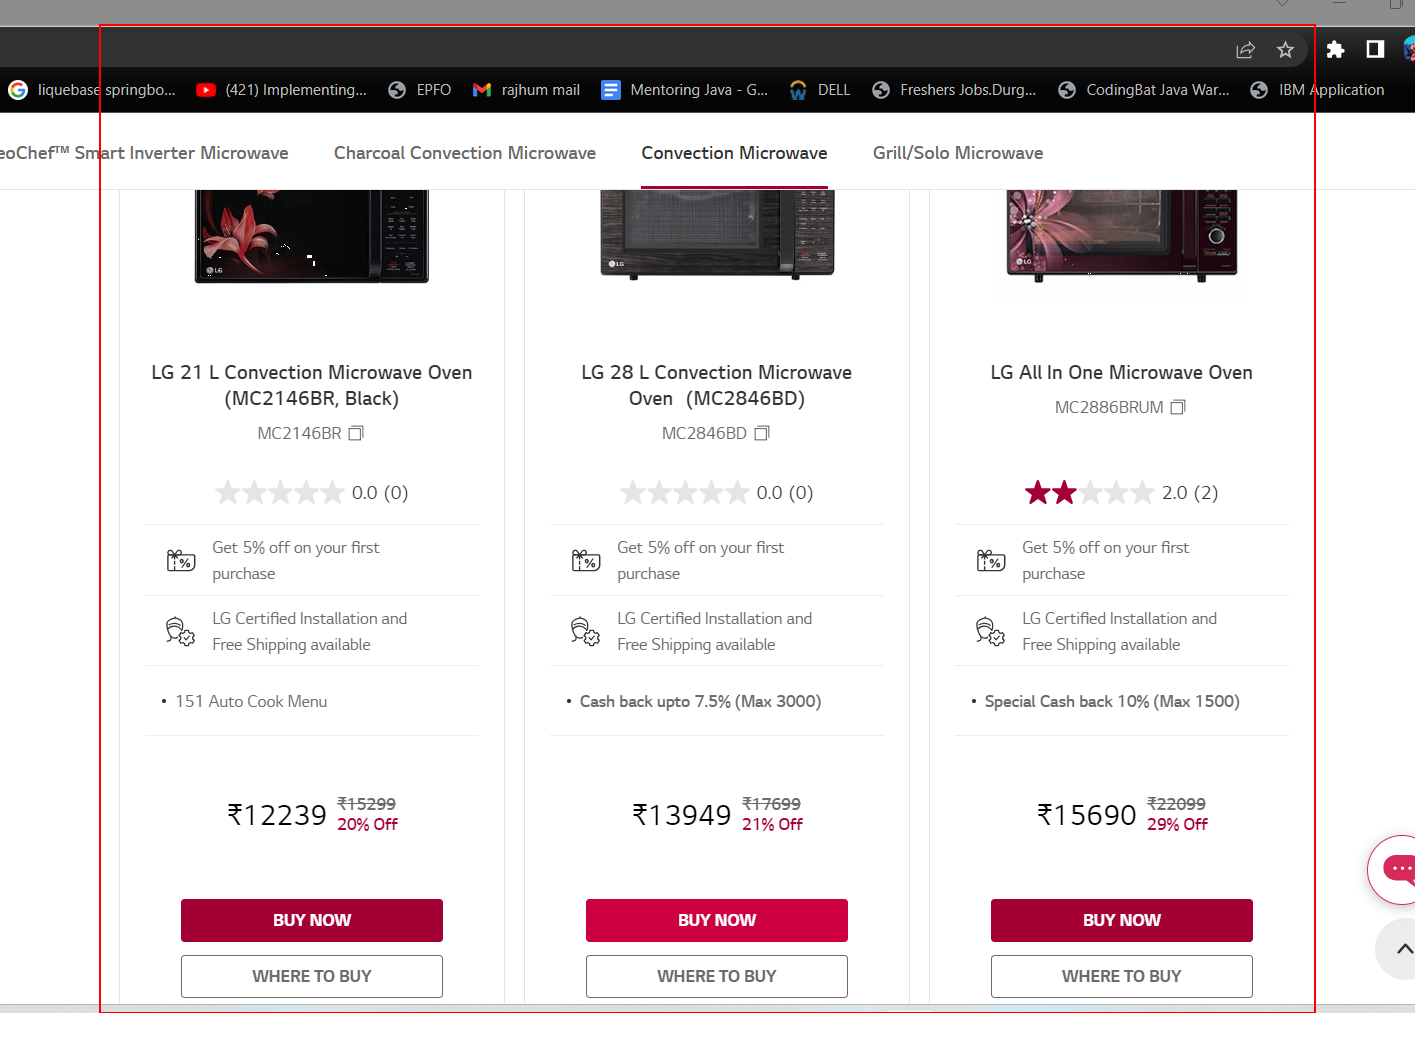 liquebase springbo...
(421) Implementing...
EPFO
rajhum mail
Mentoring Java - G...
DELL
Freshers Jobs.Durg...
CodingBat Java War...
IBM Application
eoChef™ Smart Inverter Microwave
Charcoal Convection Microwave
Convection Microwave
Grill/Solo Microwave
LG
LG 21 L Convection Microwave Oven
(MC2146BR, Black)
MC2146BR
0.0 (0)
Get 5% off on your first
purchase
LG Certified Installation and
Free Shipping available
• 151 Auto Cook Menu
₹12239 ₹15299
20% Off
BUY NOW
WHERE TO BUY
LG
LG 28 L Convection Microwave
Oven (MC2846BD)
MC2846BD
0.0 (0)
Get 5% off on your first
purchase
LG Certified Installation and
Free Shipping available
• Cash back upto 7.5% (Max 3000)
₹13949 ₹17699
21% Off
BUY NOW
WHERE TO BUY
LG
LG All In One Microwave Oven
MC2886BRUM
2.0 (2)
Get 5% off on your first
purchase
LG Certified Installation and
Free Shipping available
• Special Cash back 10% (Max 1500)
₹15690 ₹22099
29% Off
BUY NOW
WHERE TO BUY